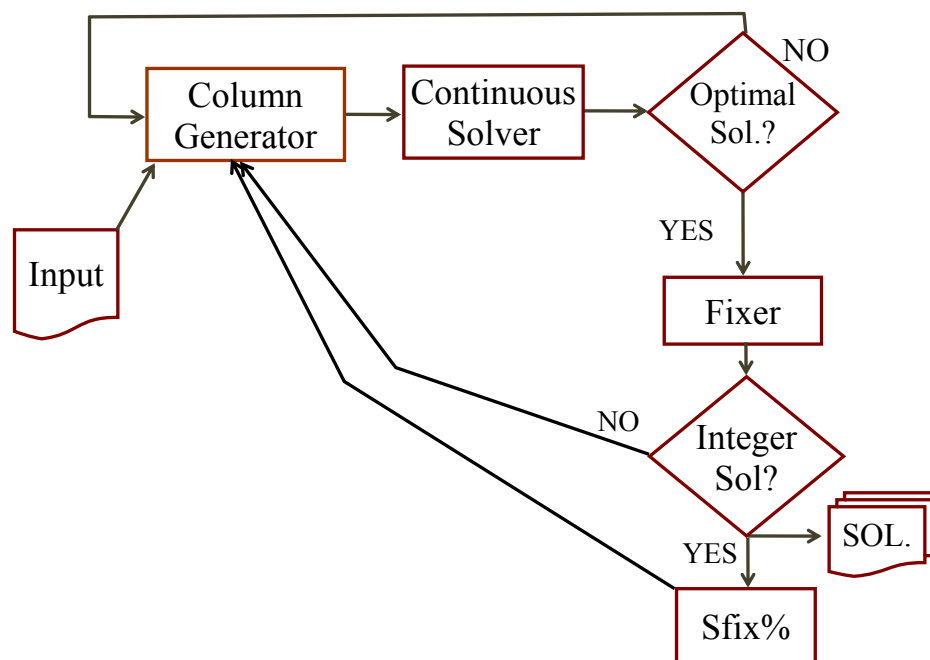 NO
Column
Generator
Continuous
Solver
Optimal
Sol.?
YES
Input
Fixer
NO
Integer
Sol?
YES
SOL.
Sfix%